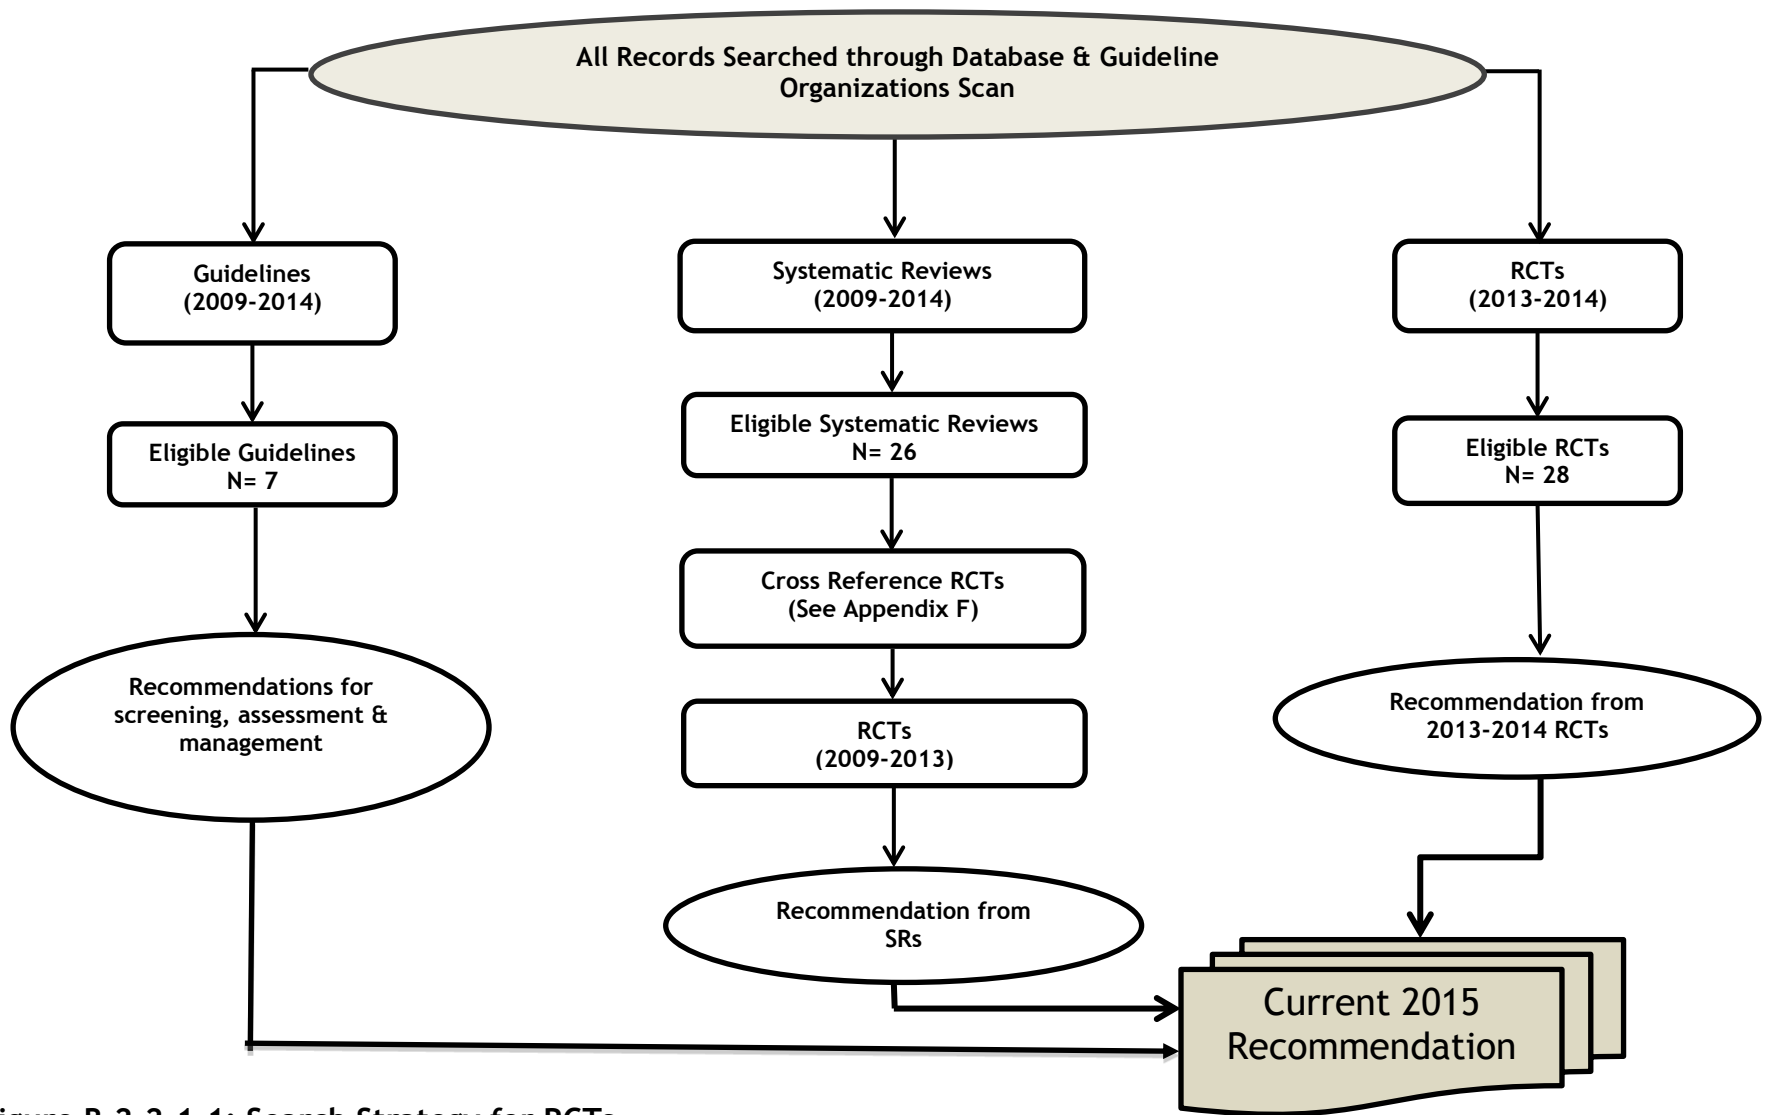 All Records Searched through Database & Guideline
Organizations Scan
Guidelines
(2009-2014)
Eligible Guidelines
N= 7
Recommendations for
screening, assessment &
management
Systematic Reviews
(2009-2014)
Eligible Systematic Reviews
N= 26
Cross Reference RCTs
(See Appendix F)
RCTs
(2009-2013)
Recommendation from
SRs
RCTs
(2013-2014)
Eligible RCTs
N= 28
Recommendation from
2013-2014 RCTs
Current 2015
Recommendation
Search Strategy for RCTs